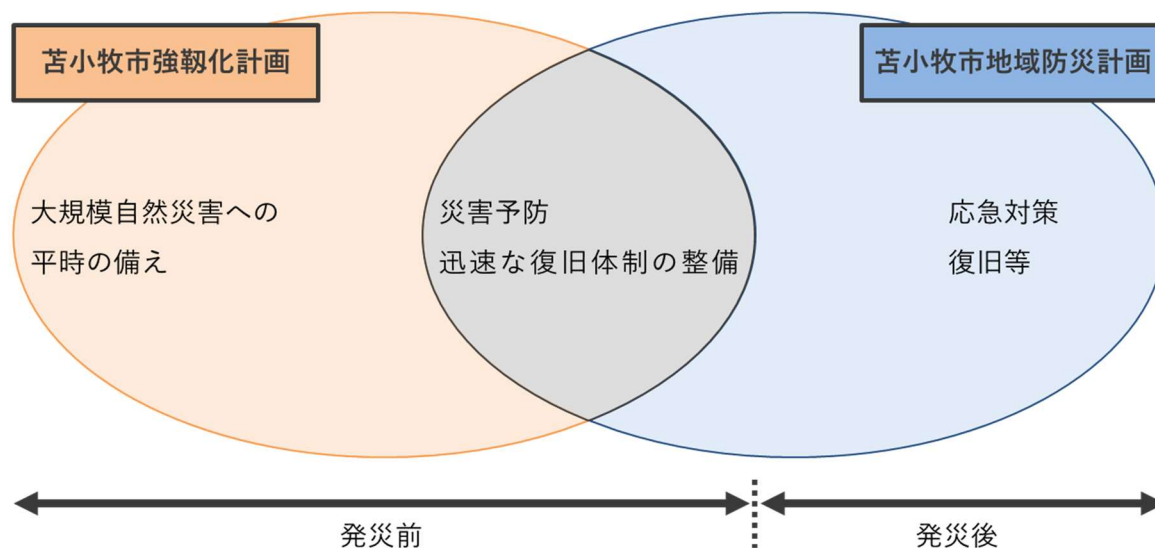 苫小牧市強靱化計画
苫小牧市地域防災計画
大規模自然災害への
平時の備え
災害予防
迅速な復旧体制の整備
応急対策
復旧等
発災前
発災後